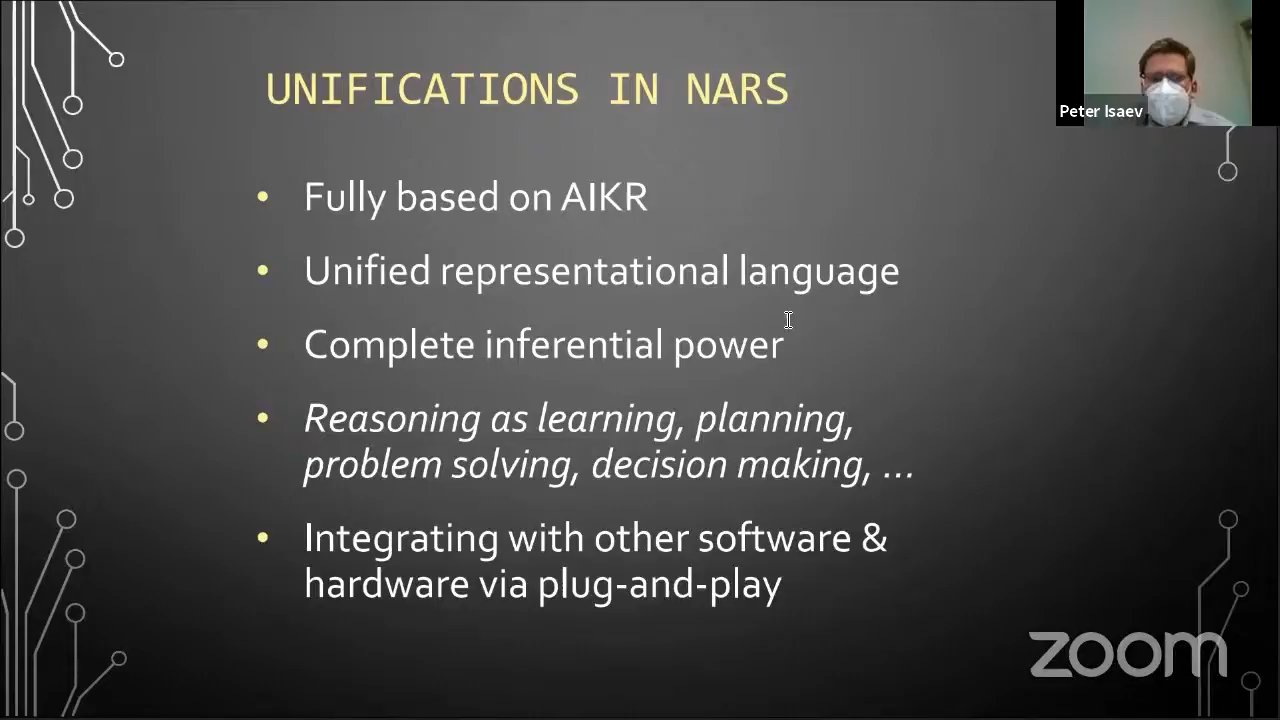 UNIFICATIONS IN NARS
Peter Isaev
• Fully based on AIKR
• Unified representational language
• Complete inferential power
• Reasoning as learning, planning,
problem solving, decision making, ...
• Integrating with other software &
hardware via plug-and-play
zoom